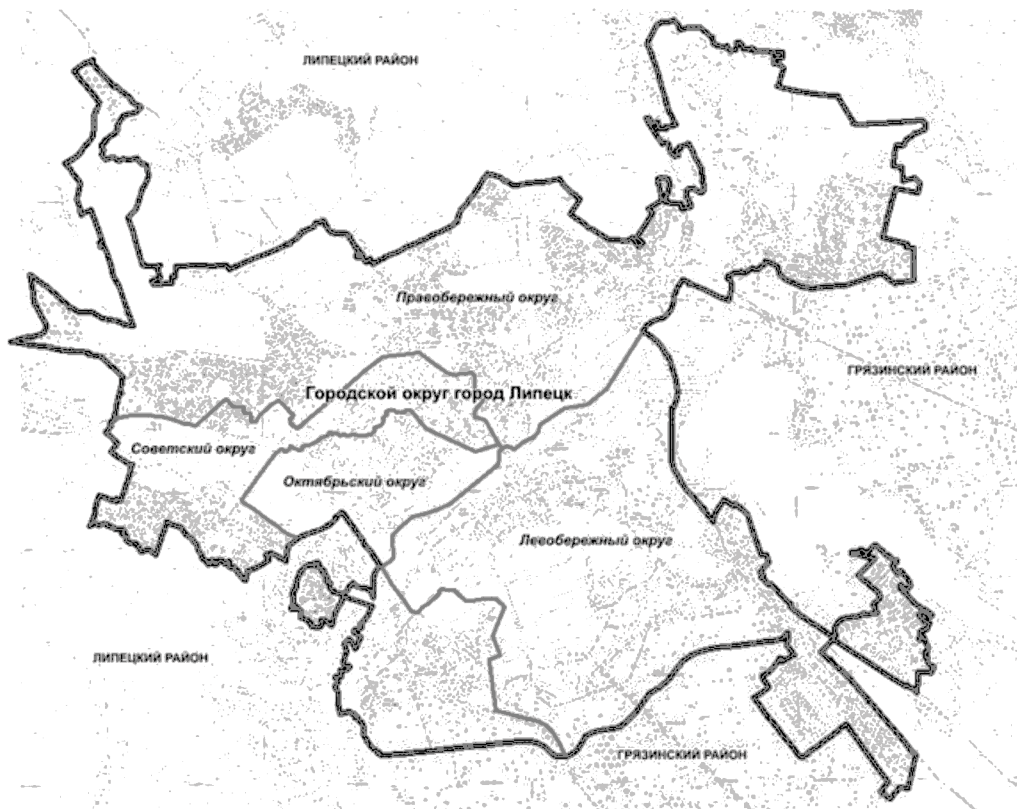 ЛИПЕЦКИЙ РАЙОН
Правобережный округ
ГРЯЗИНСКИЙ РАЙОН
Городской округ город Липецк
Советский округ
Октябрьский округ
Левобережный округ
ЛИПЕЦКИЙ РАЙОН
ГРЯЗИНСКИЙ РАЙОН